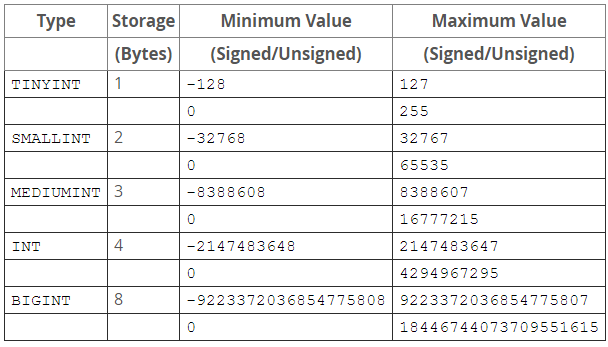 Type Storage Minimum Value Maximum Value
(Bytes) (Signed/Unsigned) (Signed/Unsigned)
TINYINT 1 -128 127
0 255
SMALLINT 2 -32768 32767
0 65535
MEDIUMINT 3 -8388608 8388607
0 16777215
INT 4 -2147483648 2147483647
0 4294967295
BIGINT 8 -9223372036854775808 9223372036854775807
0 18446744073709551615